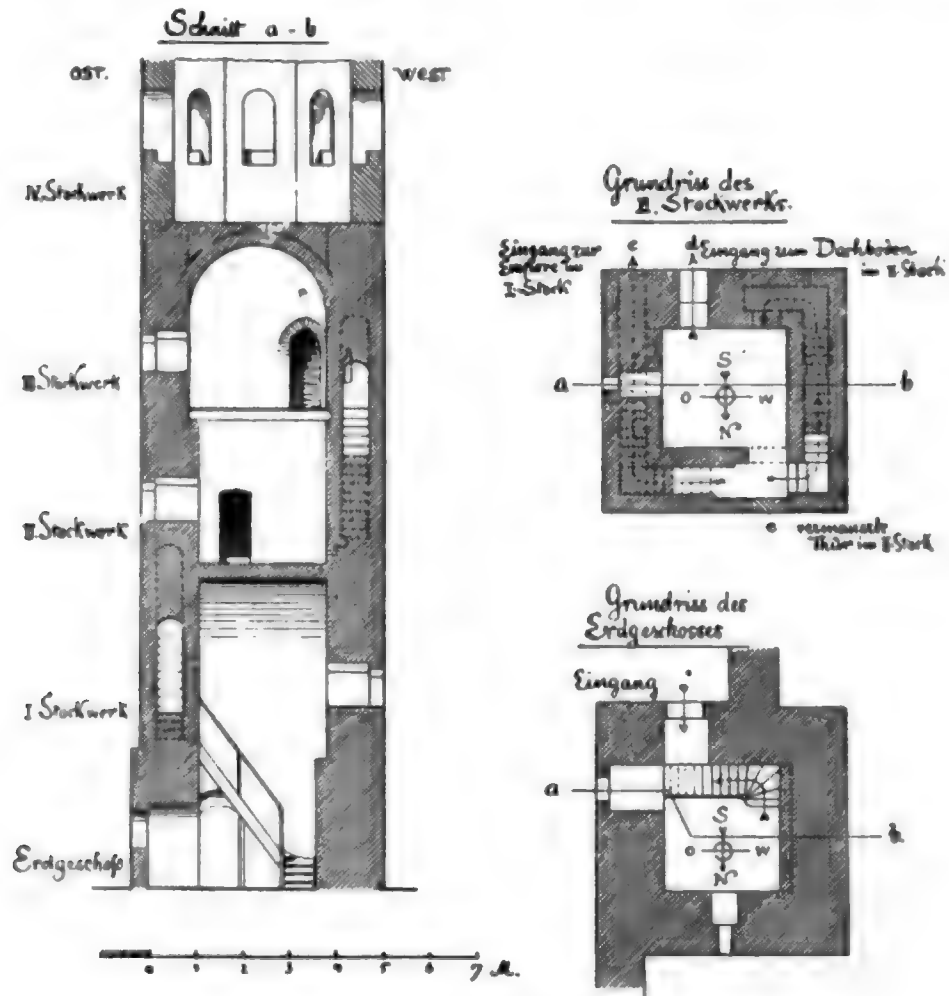 Schnitt a - b
OST.
WEST
IV. Stockwerk
III. Stockwerk
II. Stockwerk
I Stockwerk
Erdgeschoß
0 1 2 3 4 5 6 7 M.
Grundriss des
II. Stockwerks.
Eingang zur
Empore im
I. Stock
c
d
Eingang zum Dachboden
im II. Stock
a
b
S
O
W
N
e vermauerte
Thür im II. Stock
Grundriss des
Erdgeschosses
Eingang
a
b
S
O
W
N